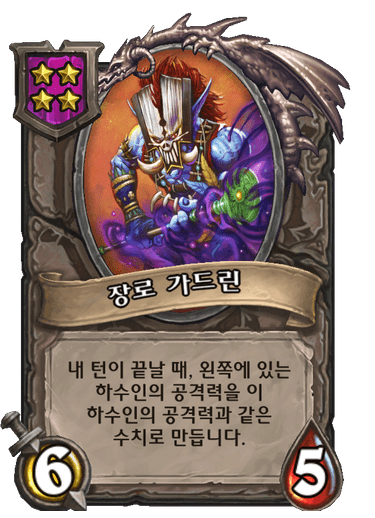 장로 가드린
내 턴이 끝날 때, 왼쪽에 있는
하수인의 공격력을 이
하수인의 공격력과 같은
수치로 만듭니다.
6
5